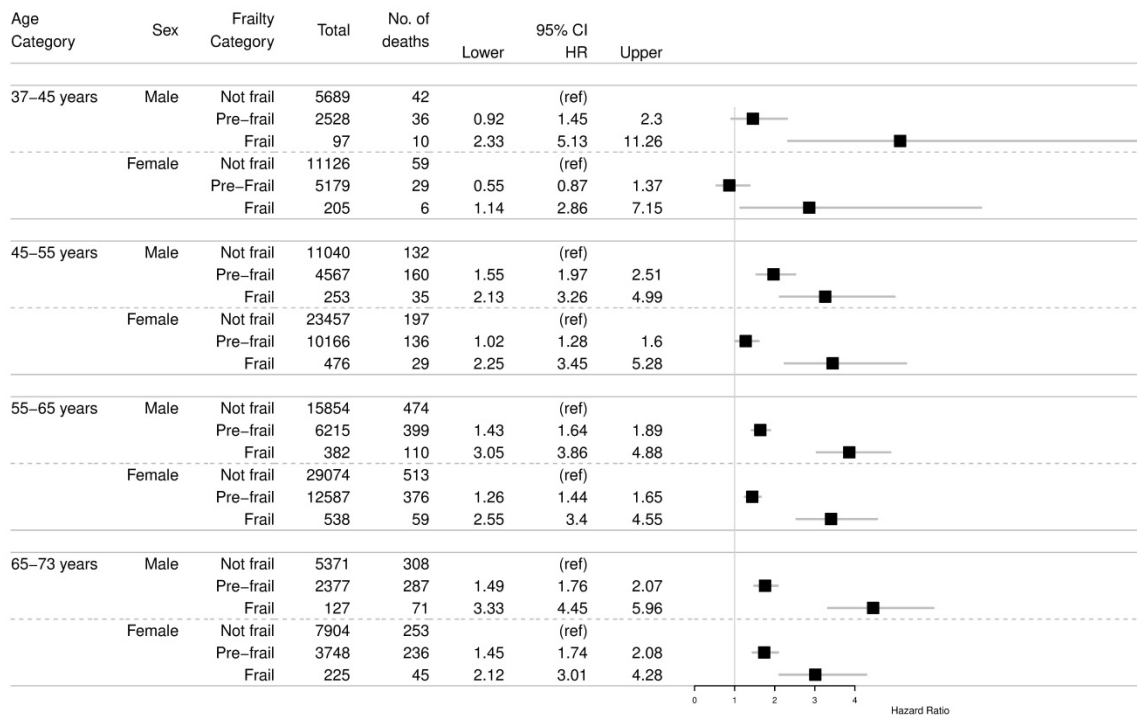 Age Sex Frailty Total No. of 95% CI
Category Category deaths Lower HR Upper
37–45 years Male Not frail 5689 42 (ref)
Pre–frail 2528 36 0.92 1.45 2.3
Frail 97 10 2.33 5.13 11.26
Female Not frail 11126 59 (ref)
Pre–Frail 5179 29 0.55 0.87 1.37
Frail 205 6 1.14 2.86 7.15
45–55 years Male Not frail 11040 132 (ref)
Pre–frail 4567 160 1.55 1.97 2.51
Frail 253 35 2.13 3.26 4.99
Female Not frail 23457 197 (ref)
Pre–frail 10166 136 1.02 1.28 1.6
Frail 476 29 2.25 3.45 5.28
55–65 years Male Not frail 15854 474 (ref)
Pre–frail 6215 399 1.43 1.64 1.89
Frail 382 110 3.05 3.86 4.88
Female Not frail 29074 513 (ref)
Pre–frail 12587 376 1.26 1.44 1.65
Frail 538 59 2.55 3.4 4.55
65–73 years Male Not frail 5371 308 (ref)
Pre–frail 2377 287 1.49 1.76 2.07
Frail 127 71 3.33 4.45 5.96
Female Not frail 7904 253 (ref)
Pre–frail 3748 236 1.45 1.74 2.08
Frail 225 45 2.12 3.01 4.28
0 1 2 3 4
Hazard Ratio